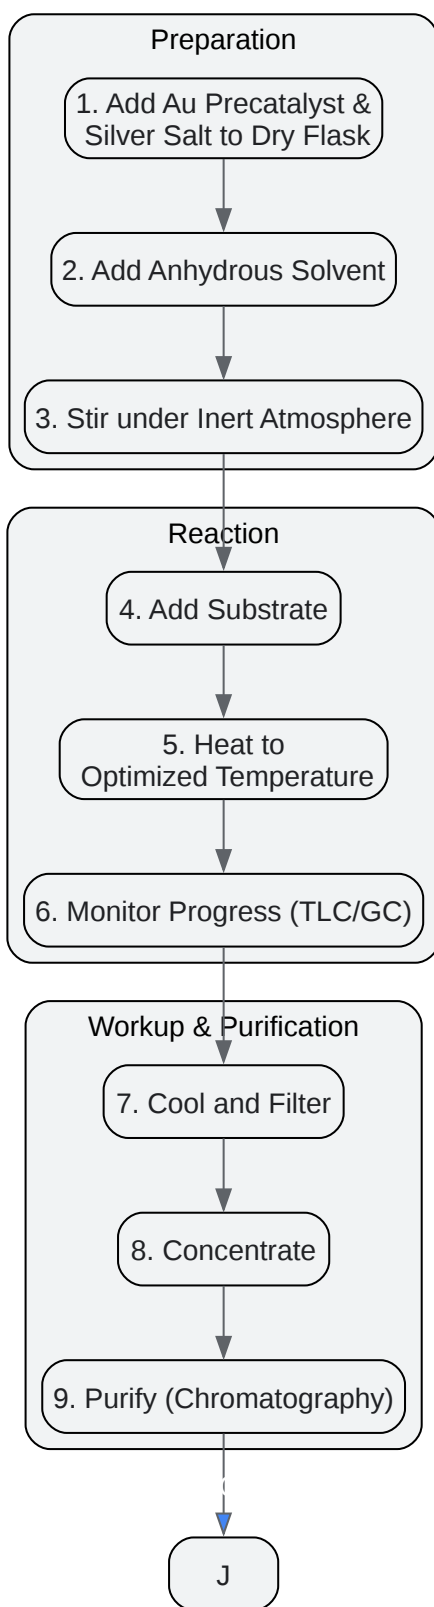 Preparation
1. Add Au Precatalyst &
Silver Salt to Dry Flask
2. Add Anhydrous Solvent
3. Stir under Inert Atmosphere
Reaction
4. Add Substrate
5. Heat to
Optimized Temperature
6. Monitor Progress (TLC/GC)
Workup & Purification
7. Cool and Filter
8. Concentrate
9. Purify (Chromatography)
J